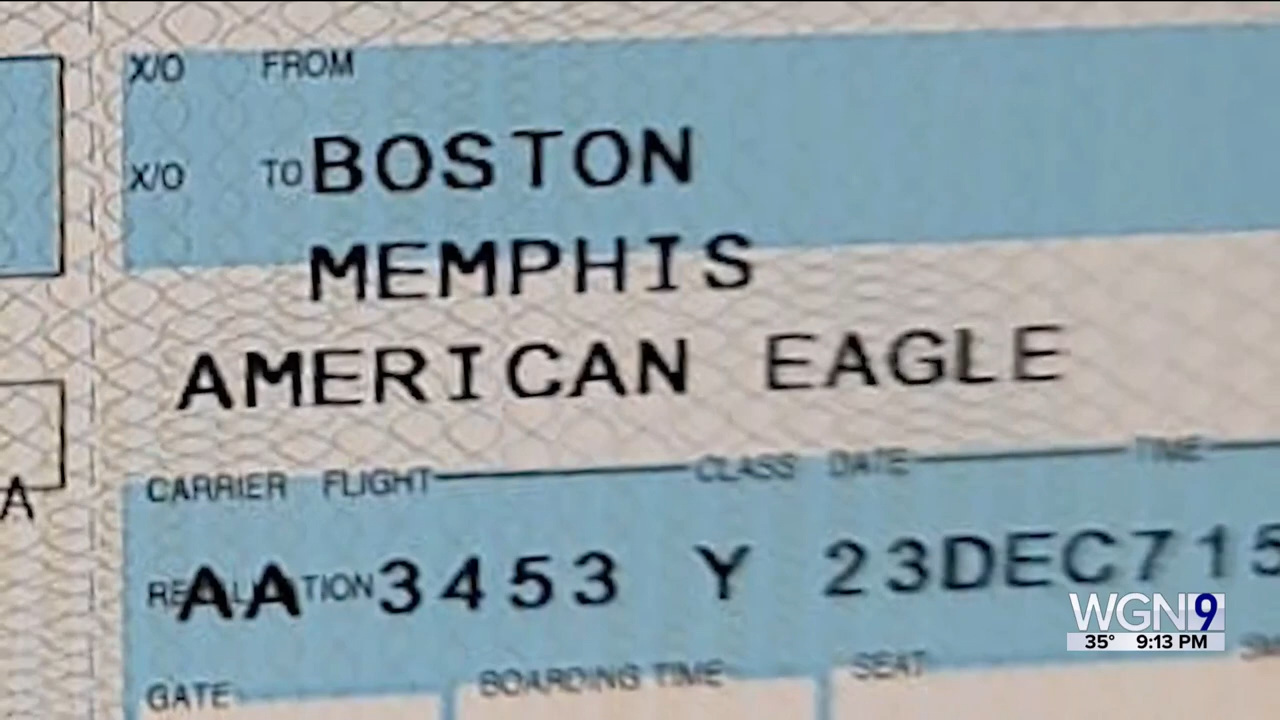 X/O FROM
X/O TO BOSTON
MEMPHIS
AMERICAN EAGLE
CARRIER FLIGHT CLASS DATE TIME
AA 3453 Y 23DEC715
GATE BOARDING TIME SEAT
A
WGN9
35° 9:13 PM